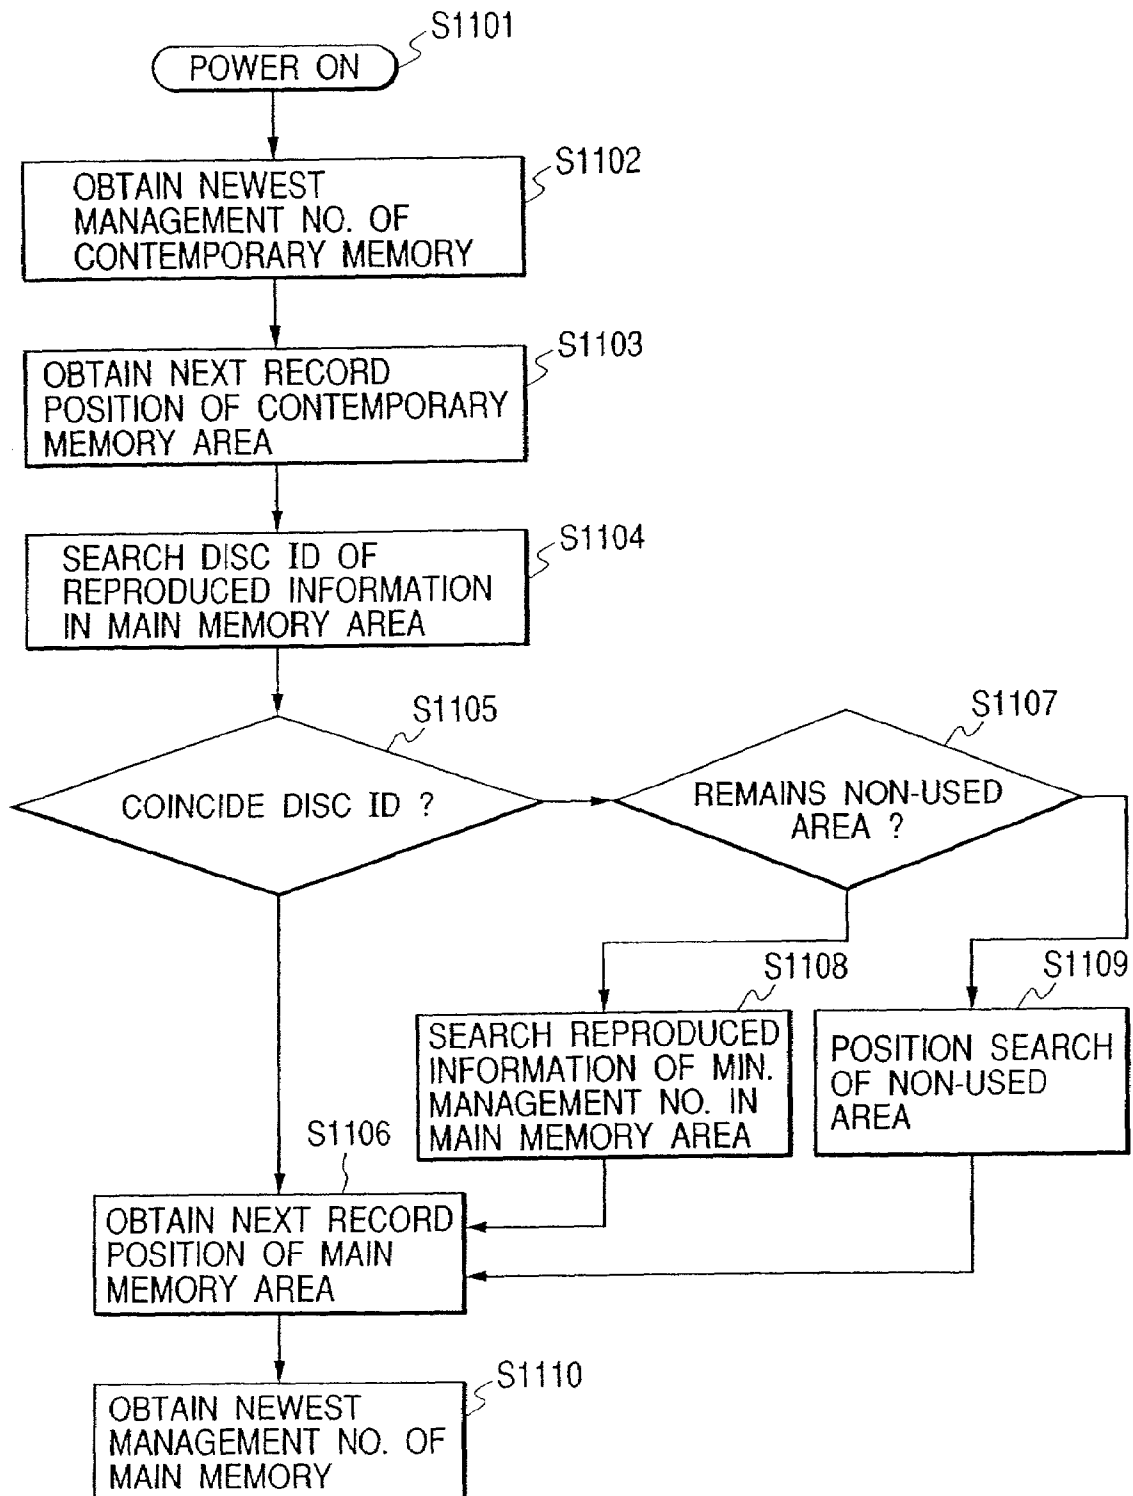 S1101
POWER ON
S1102
OBTAIN NEWEST
MANAGEMENT NO. OF
CONTEMPORARY MEMORY
S1103
OBTAIN NEXT RECORD
POSITION OF CONTEMPORARY
MEMORY AREA
S1104
SEARCH DISC ID OF
REPRODUCED INFORMATION
IN MAIN MEMORY AREA
S1105
COINCIDE DISC ID ?
S1107
REMAINS NON-USED
AREA ?
S1108
SEARCH REPRODUCED
INFORMATION OF MIN.
MANAGEMENT NO. IN
MAIN MEMORY AREA
S1109
POSITION SEARCH
OF NON-USED
AREA
S1106
OBTAIN NEXT RECORD
POSITION OF MAIN
MEMORY AREA
S1110
OBTAIN NEWEST
MANAGEMENT NO. OF
MAIN MEMORY